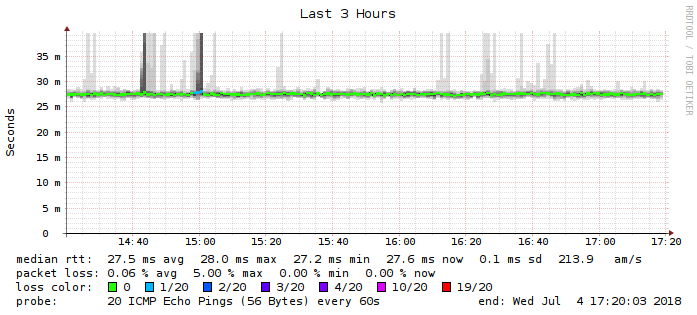 Last 3 Hours
RRDTOOL / TOBI OETIKER
Seconds
35 m
30 m
25 m
20 m
15 m
10 m
5 m
0
14:40 15:00 15:20 15:40 16:00 16:20 16:40 17:00 17:20
median rtt: 27.5 ms avg 28.0 ms max 27.2 ms min 27.6 ms now 0.1 ms sd 213.9 am/s
packet loss: 0.06 % avg 5.00 % max 0.00 % min 0.00 % now
loss color: 0 1/20 2/20 3/20 4/20 10/20 19/20
probe: 20 ICMP Echo Pings (56 Bytes) every 60s end: Wed Jul 4 17:20:03 2018